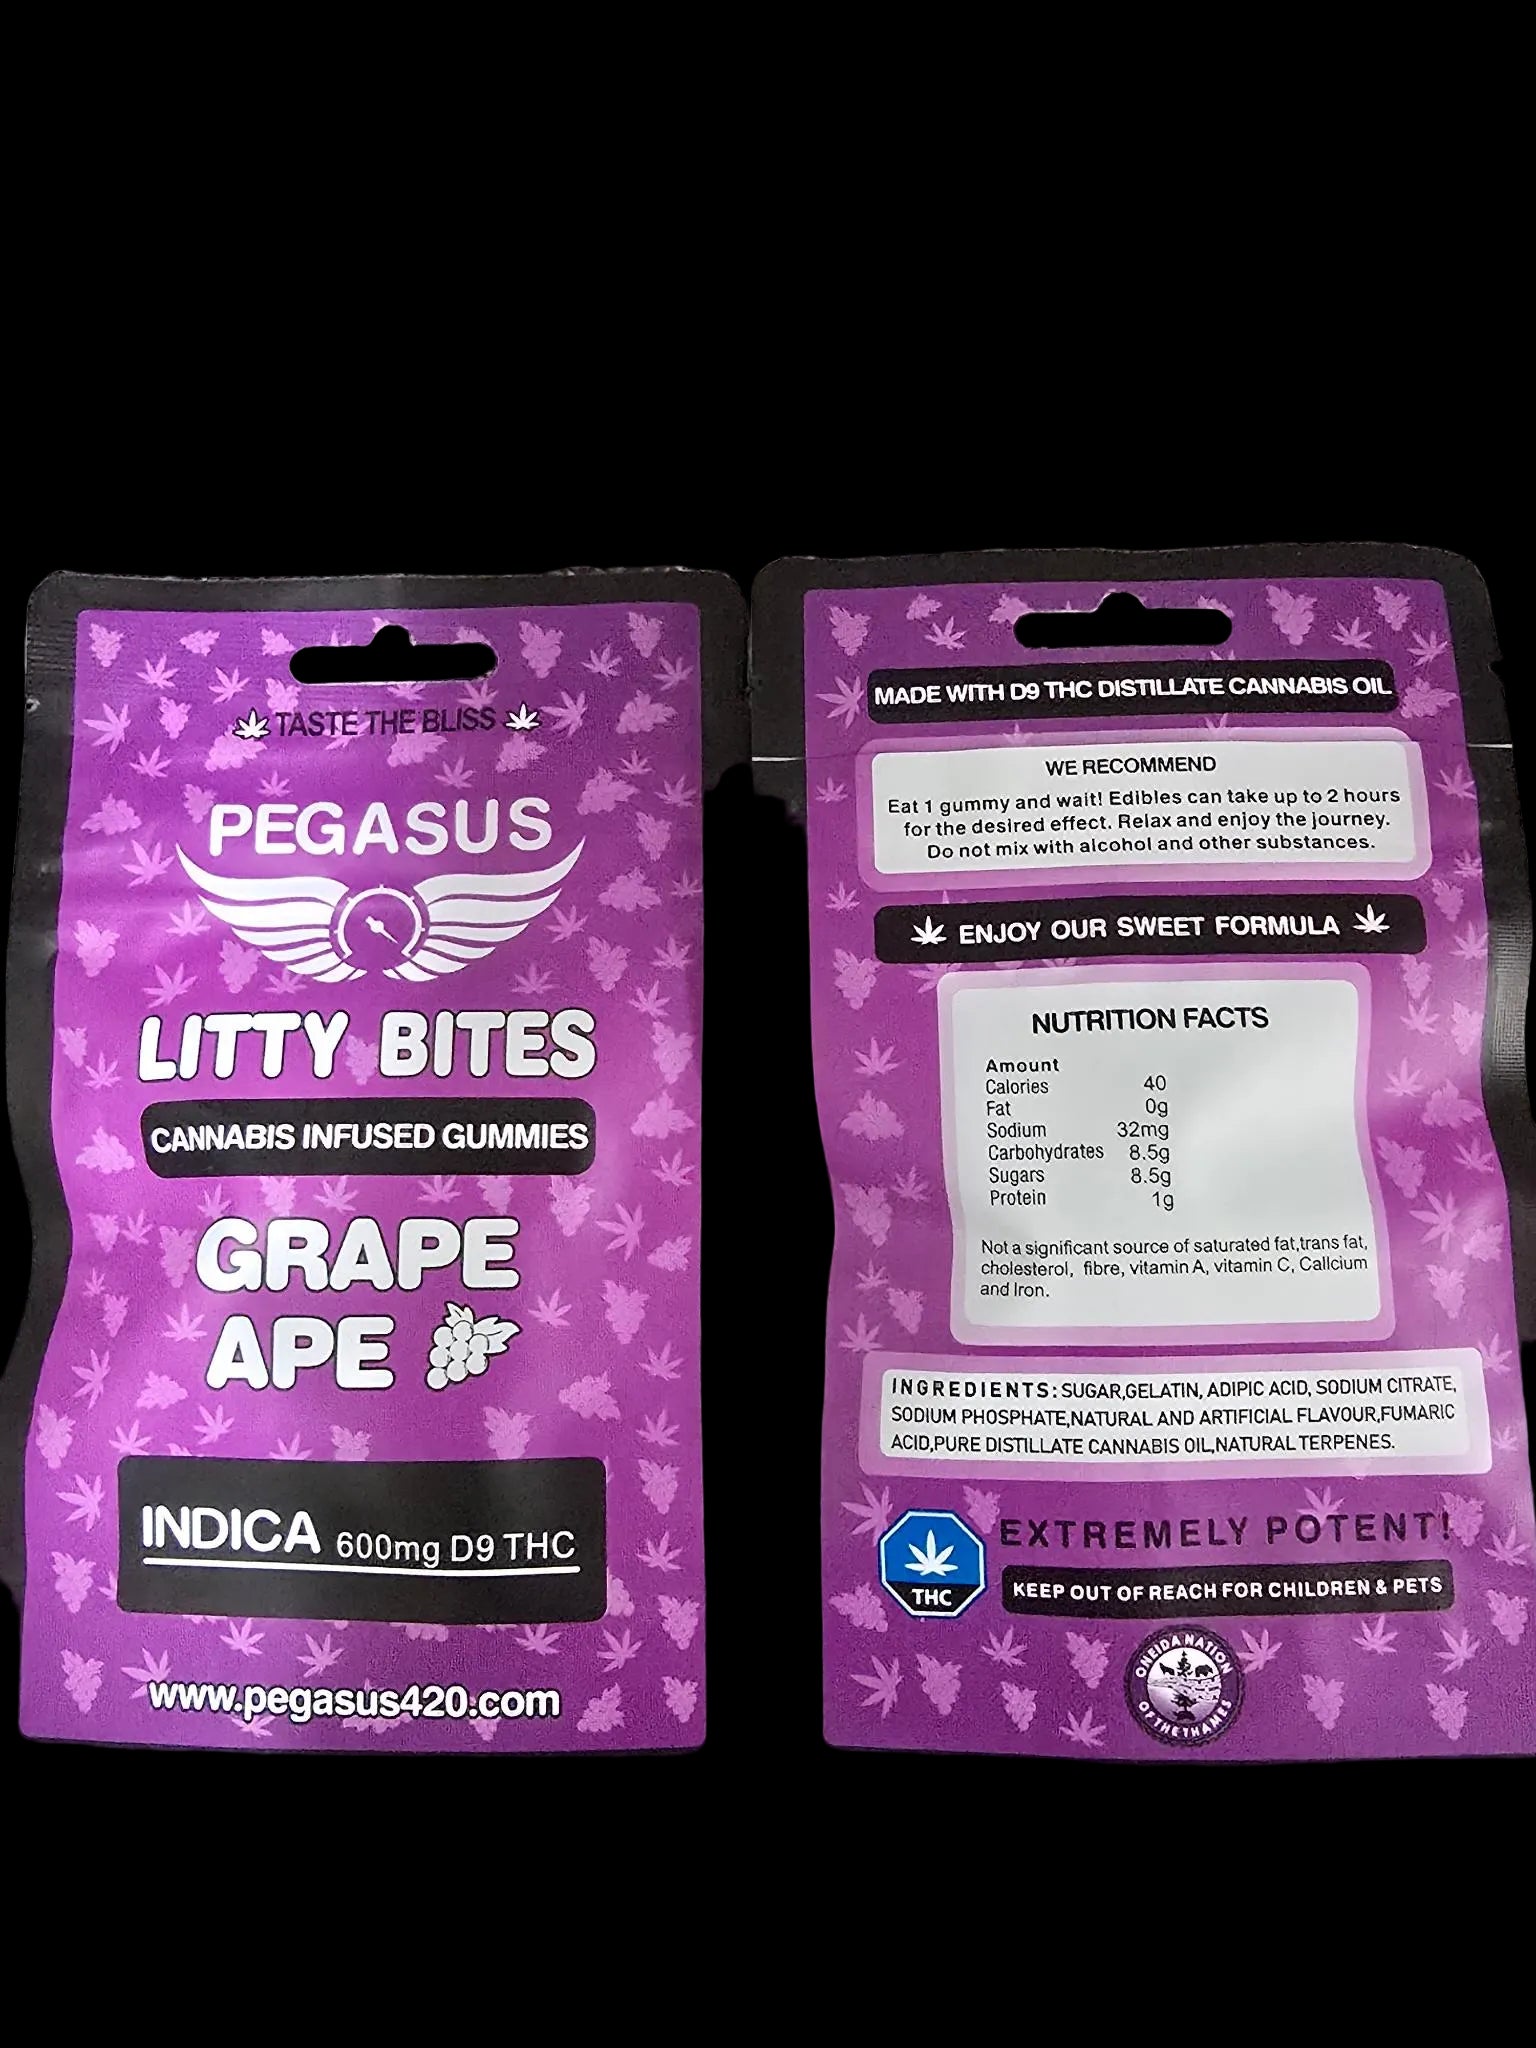 TASTE THE BLISS
PEGASUS
LITTY BITES
CANNABIS INFUSED GUMMIES
GRAPE
APE
INDICA 600mg D9 THC
www.pegasus420.com
MADE WITH D9 THC DISTILLATE CANNABIS OIL
WE RECOMMEND
Eat 1 gummy and wait! Edibles can take up to 2 hours
for the desired effect. Relax and enjoy the journey.
Do not mix with alcohol and other substances.
ENJOY OUR SWEET FORMULA
NUTRITION FACTS
Amount
Calories 40
Fat 0g
Sodium 32mg
Carbohydrates 8.5g
Sugars 8.5g
Protein 1g
Not a significant source of saturated fat,trans fat,
cholesterol, fibre, vitamin A, vitamin C, Callcium
and Iron.
INGREDIENTS: SUGAR,GELATIN, ADIPIC ACID, SODIUM CITRATE,
SODIUM PHOSPHATE,NATURAL AND ARTIFICIAL FLAVOUR,FUMARIC
ACID,PURE DISTILLATE CANNABIS OIL,NATURAL TERPENES.
EXTREMELY POTENT!
THC
KEEP OUT OF REACH FOR CHILDREN & PETS
ONEIDA NATION
OF THE THAMES